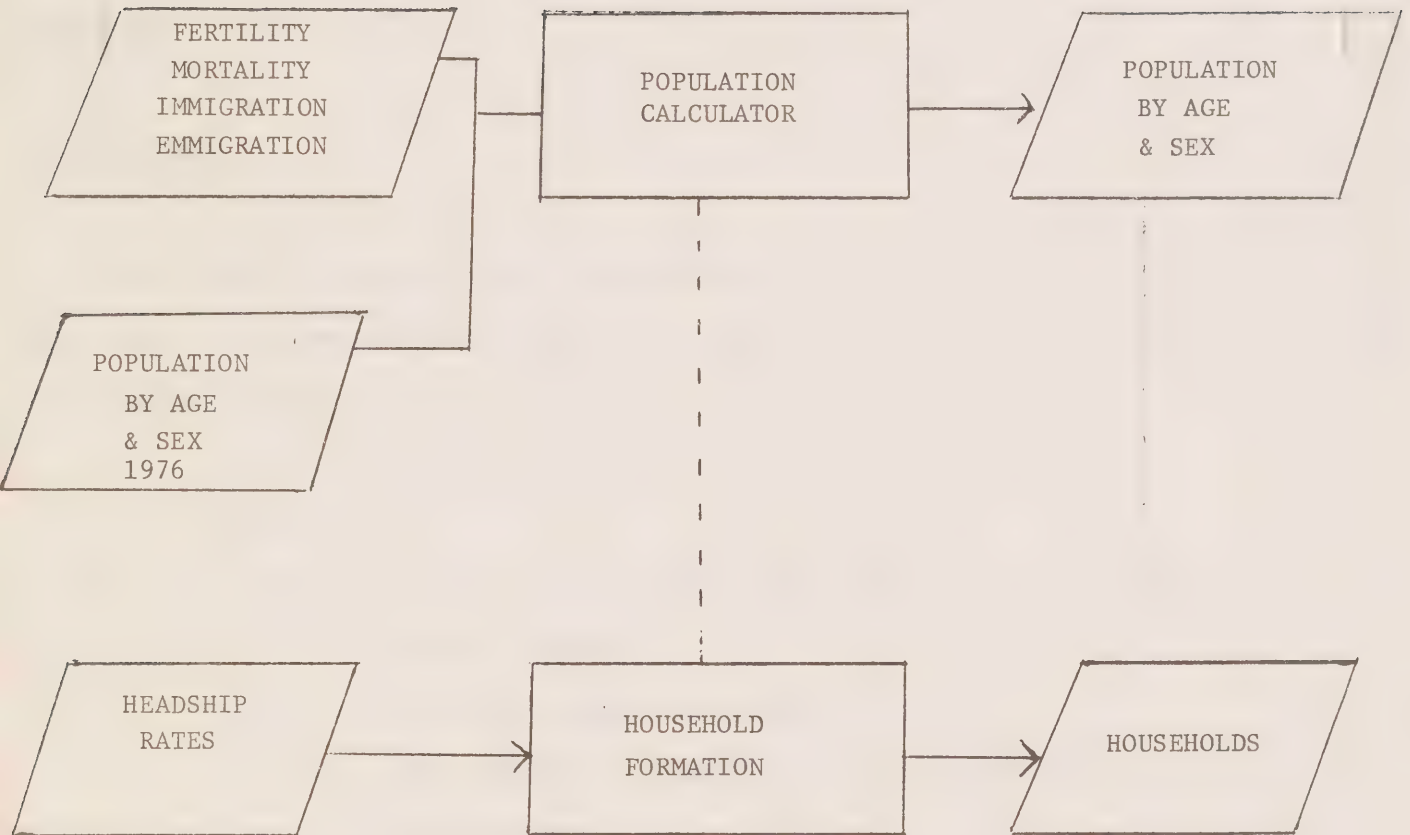 FERTILITY
MORTALITY
IMMIGRATION
EMMIGRATION
POPULATION
CALCULATOR
POPULATION
BY AGE
& SEX
POPULATION
BY AGE
& SEX
1976
HEADSHIP
RATES
HOUSEHOLD
FORMATION
HOUSEHOLDS